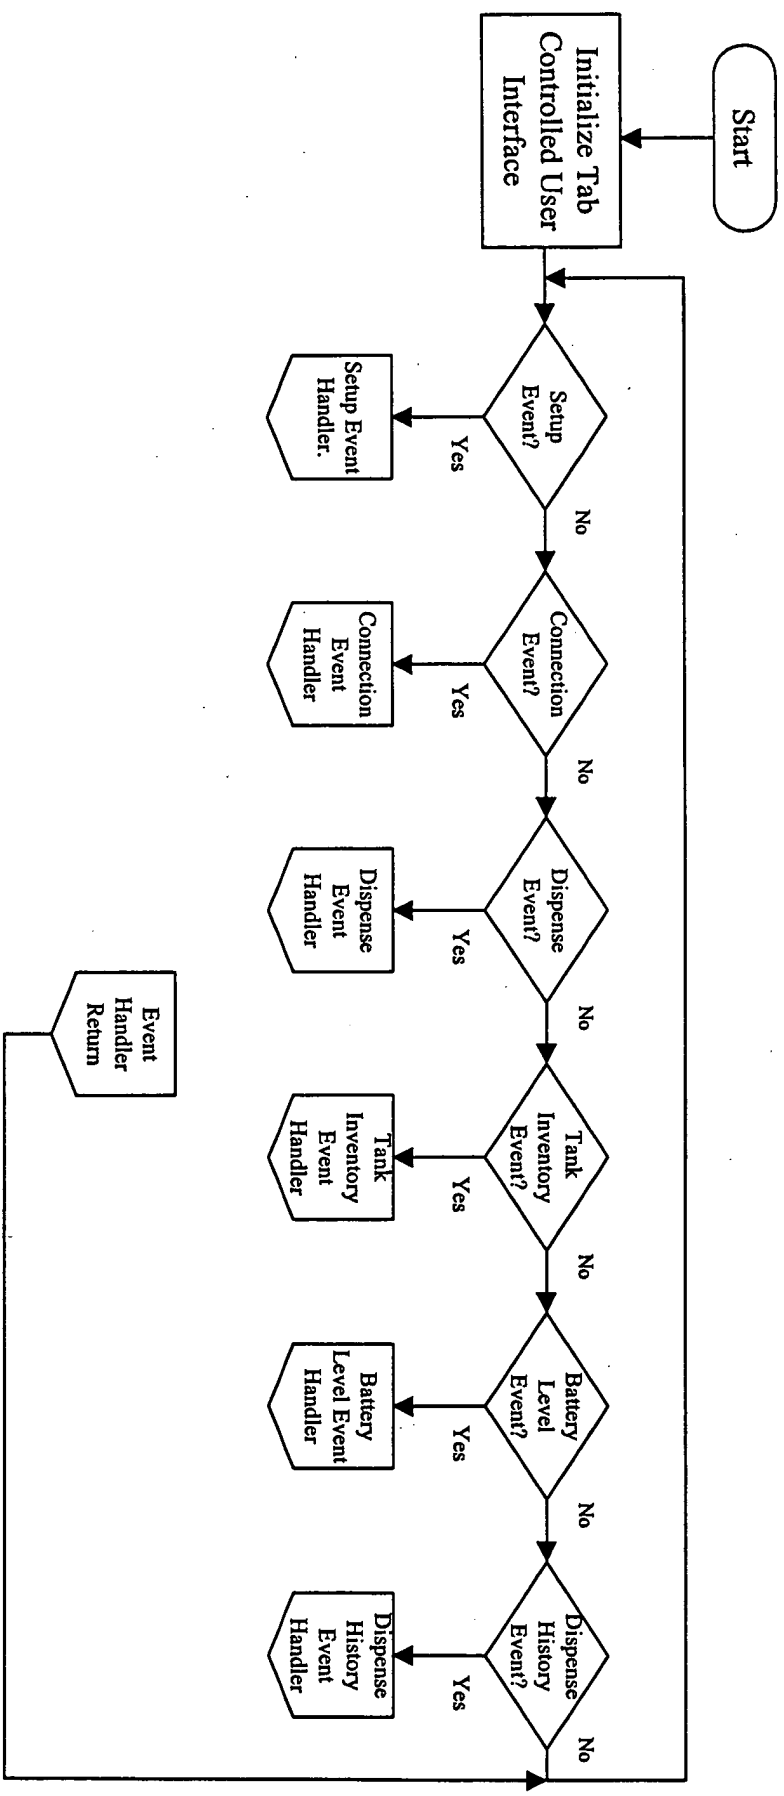 Start
Initialize Tab
Controlled User
Interface
Setup
Event?
No
Connection
Event?
No
Dispense
Event?
No
Tank
Inventory
Event?
No
Battery
Level
Event?
No
Dispense
History
Event?
No
Yes
Yes
Yes
Yes
Yes
Yes
Setup Event
Handler.
Connection
Event
Handler
Dispense
Event
Handler
Tank
Inventory
Event
Handler
Battery
Level Event
Handler
Dispense
History
Event
Handler
Event
Handler
Return